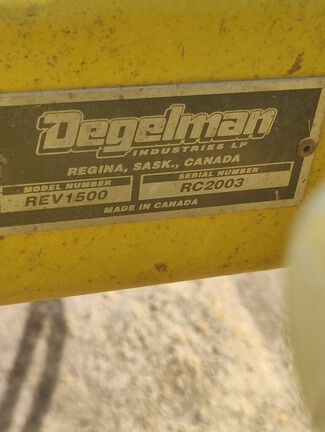 Degelman
INDUSTRIES LP
REGINA, SASK., CANADA
MODEL NUMBER SERIAL NUMBER
REV1500 RC2003
MADE IN CANADA